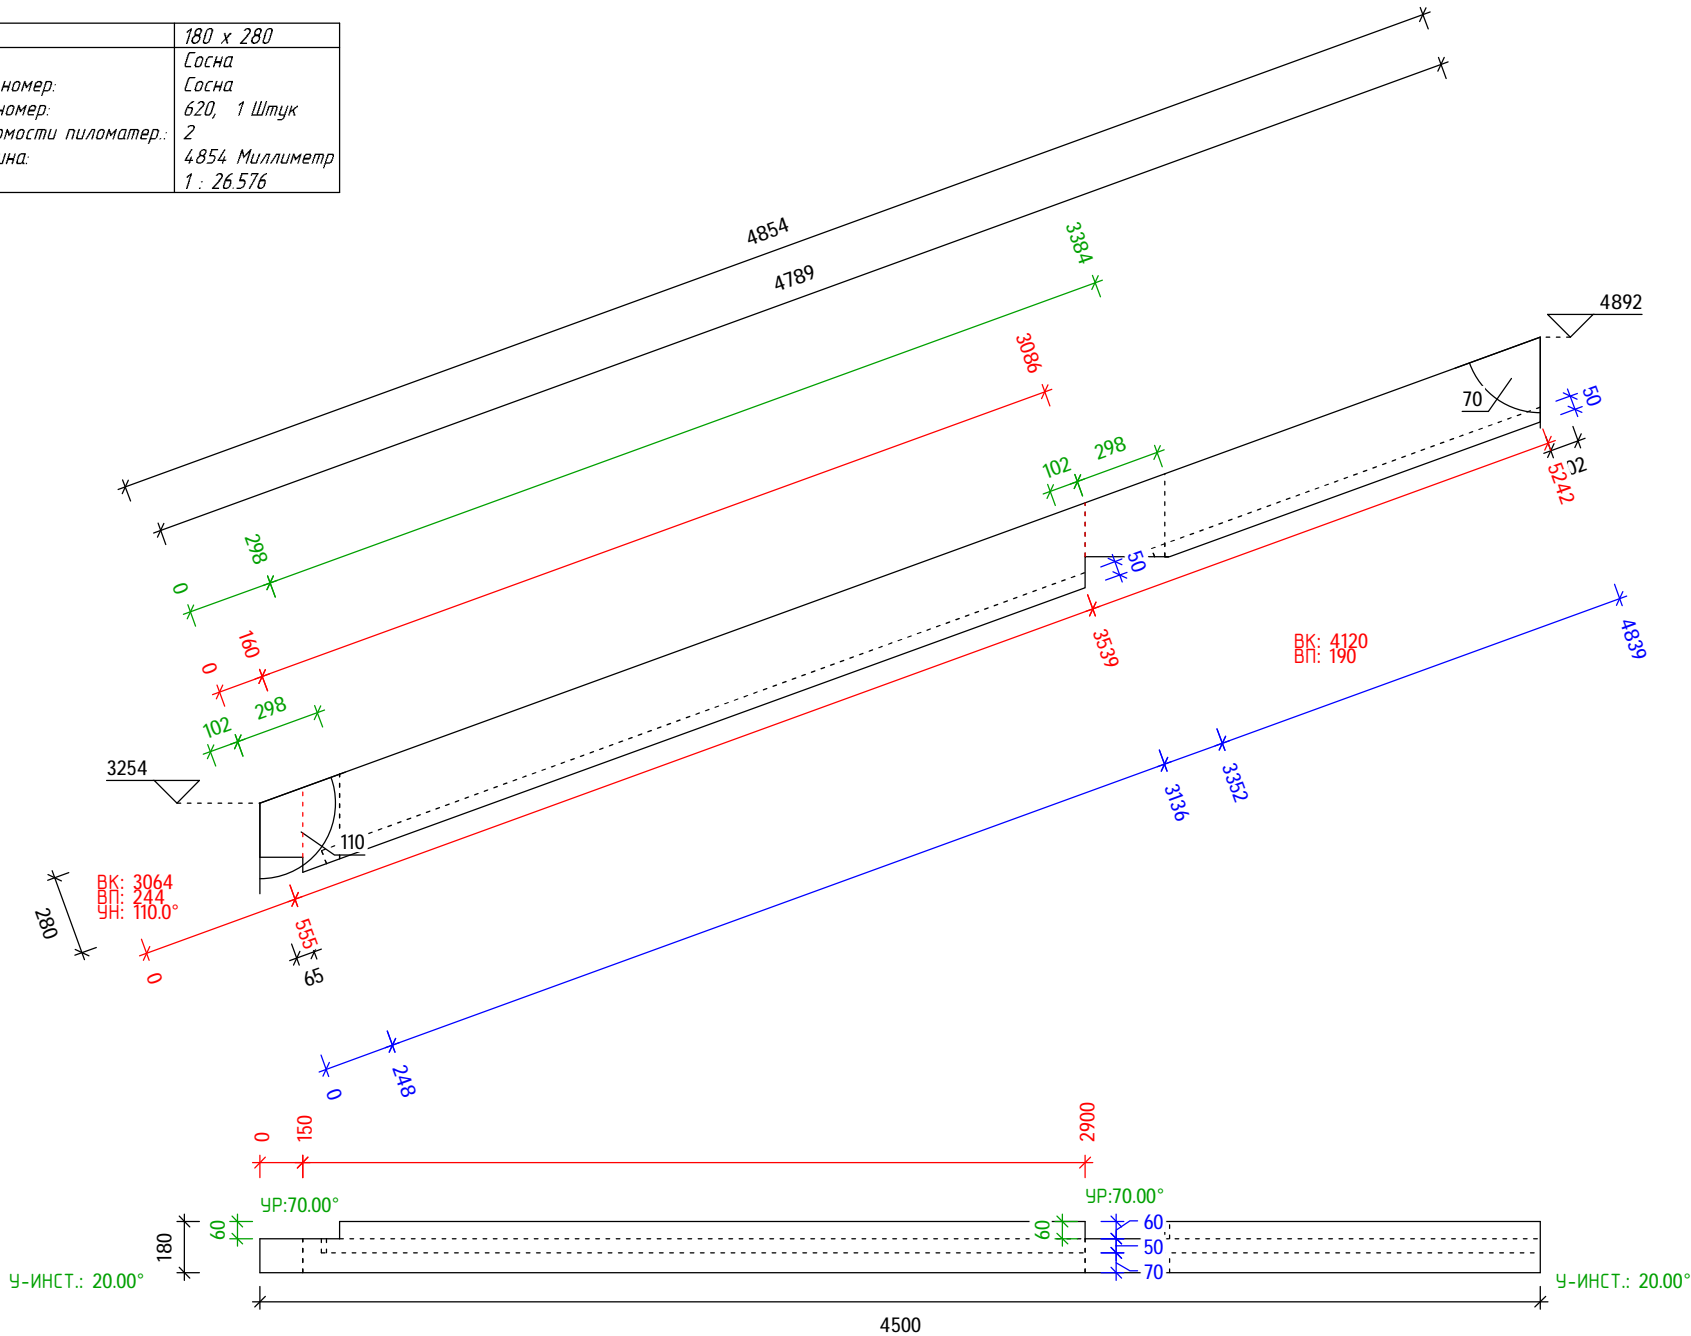 180 x 280
Сосна
номер: Сосна
номер: 620, 1 Штук
омости пиломатер.: 2
ина: 4854 Миллиметр
1 : 26.576
4854
4789
3384
3086
4892
70
50
5242
02
102 298
298
0
160
0
102 298
3254
110
50
3539
ВК: 4120
ВП: 190
4839
3352
3136
ВК: 3064
ВП: 244
УН: 110.0°
280
0
555
65
0
248
0
150
2900
УР:70.00°
УР:70.00°
60
180
60
60
50
70
У-ИНСТ.: 20.00°
У-ИНСТ.: 20.00°
4500